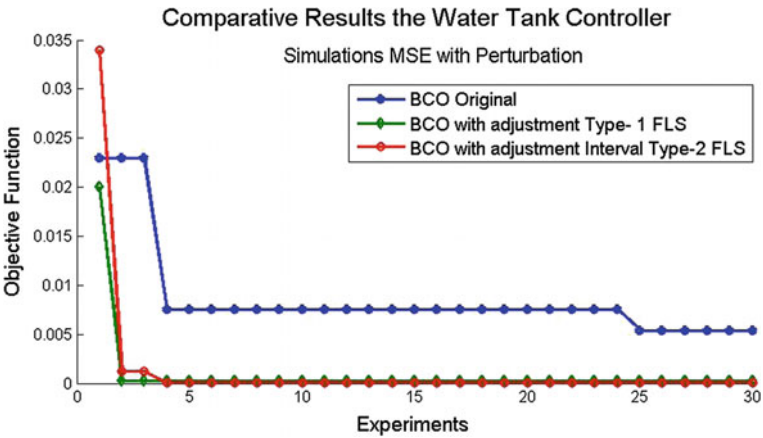 Comparative Results the Water Tank Controller
Simulations MSE with Perturbation
BCO Original
BCO with adjustment Type- 1 FLS
BCO with adjustment Interval Type-2 FLS
Objective Function
0.035
0.03
0.025
0.02
0.015
0.01
0.005
0
0 5 10 15 20 25 30
Experiments